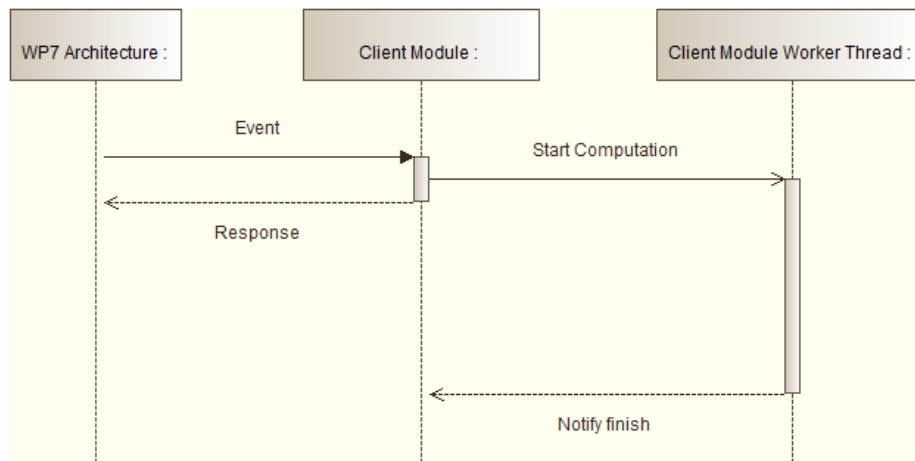 WP7 Architecture :
Client Module :
Client Module Worker Thread :
Event
Start Computation
Response
Notify finish